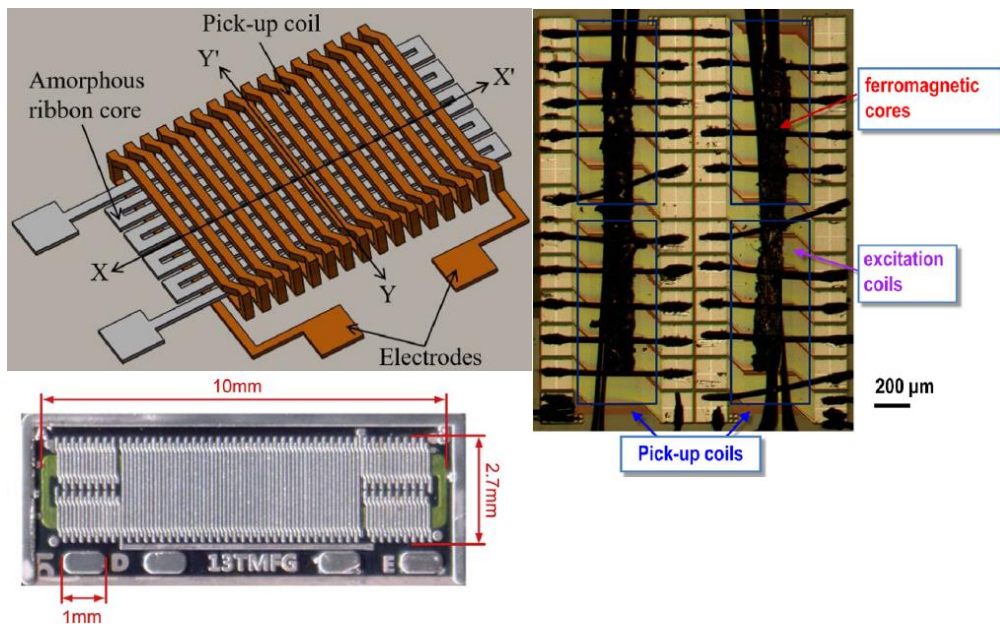 Pick-up coil
Y'
X'
Amorphous
ribbon core
X
Y
Electrodes
ferromagnetic
cores
excitation
coils
200 µm
Pick-up coils
10mm
2.7mm
D
13TMFG
E
1mm